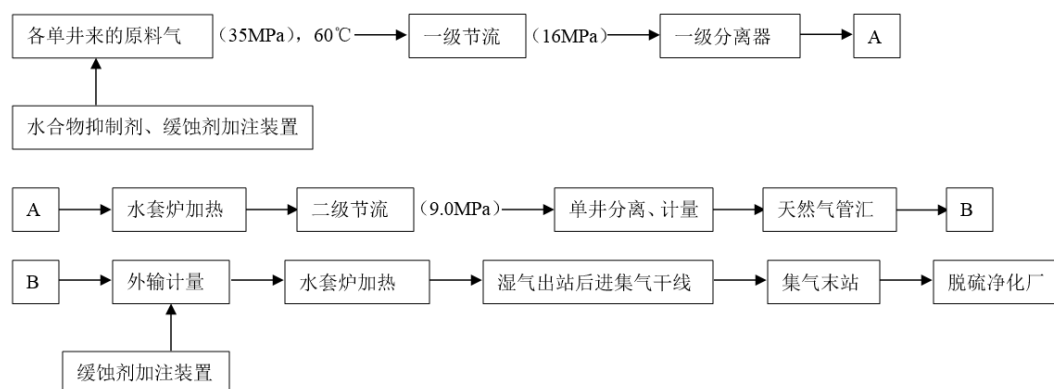 各单井来的原料气 (35MPa)，60℃ 一级节流 (16MPa) 一级分离器 A
水合物抑制剂、缓蚀剂加注装置
A 水套炉加热 二级节流 (9.0MPa) 单井分离、计量 天然气管汇 B
B 外输计量 水套炉加热 湿气出站后进集气干线 集气末站 脱硫净化厂
缓蚀剂加注装置